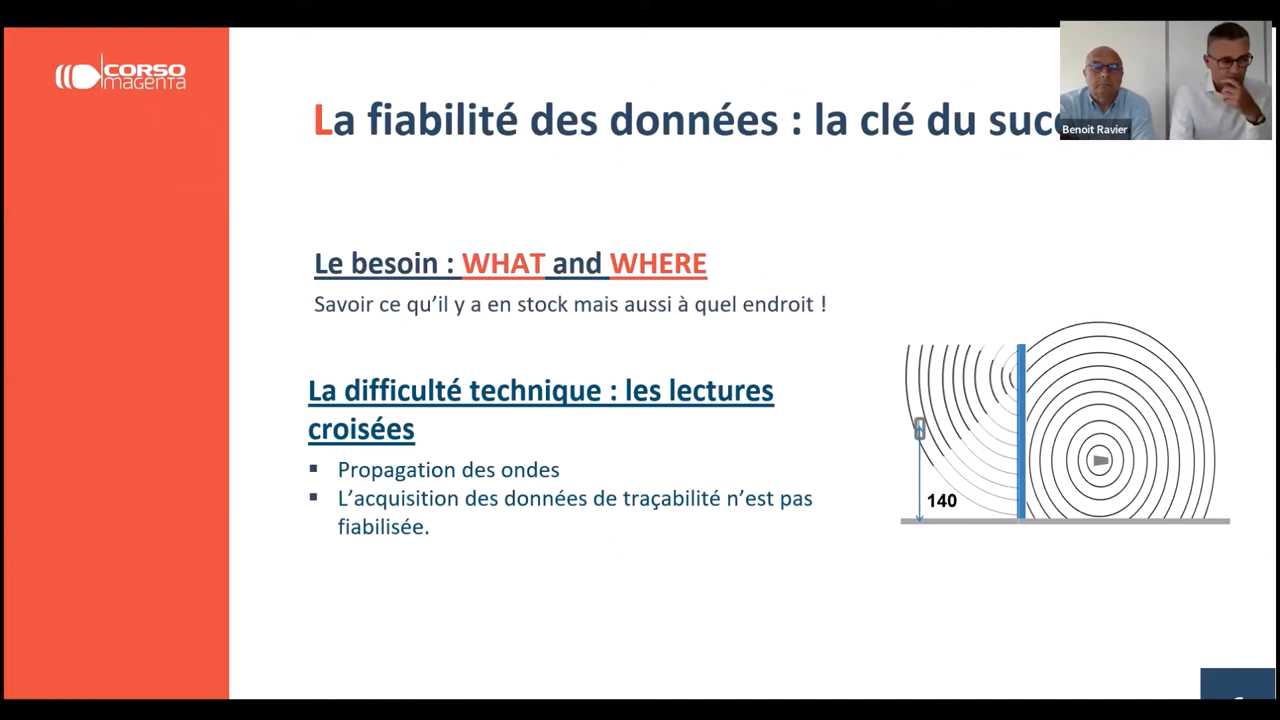 CORSO
magenta
La fiabilité des données : la clé du
Benoit Ravier
Le besoin : WHAT and WHERE
Savoir ce qu’il y a en stock mais aussi à quel endroit !
La difficulté technique : les lectures
croisées
▪ Propagation des ondes
▪ L’acquisition des données de traçabilité n’est pas
fiabilisée.
140